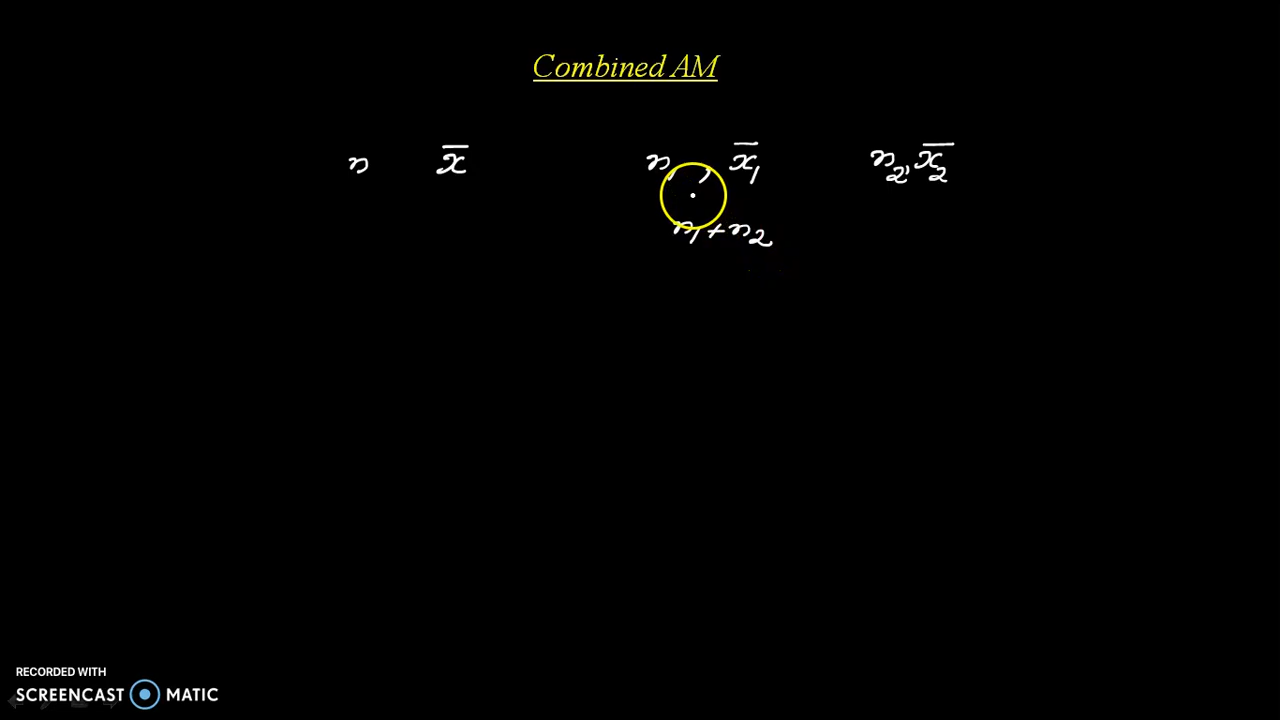 Combined AM
n x̄ n₁, x̄₁ n₂, x̄₂
n₁+n₂
RECORDED WITH
SCREENCAST MATIC